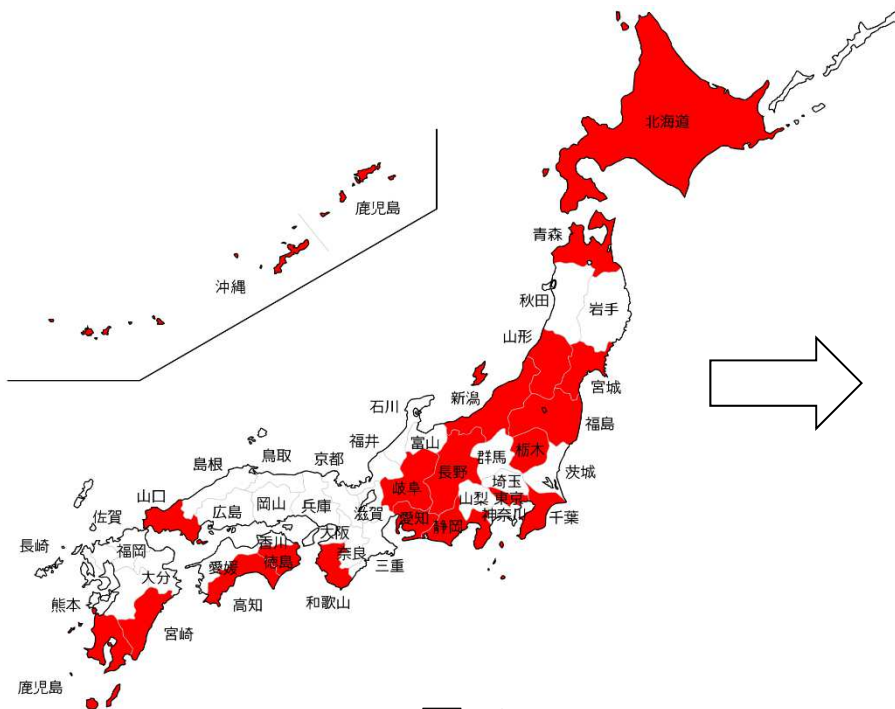 北海道
青森
秋田
岩手
山形
宮城
新潟
福島
石川
富山
福井
群馬
栃木
茨城
長野
埼玉
岐阜
山梨
東京
神奈川
千葉
愛知
静岡
鹿児島
沖縄
島根
鳥取
京都
山口
広島
岡山
兵庫
滋賀
佐賀
長崎
福岡
大分
熊本
宮崎
鹿児島
愛媛
香川
徳島
高知
大阪
奈良
和歌山
三重